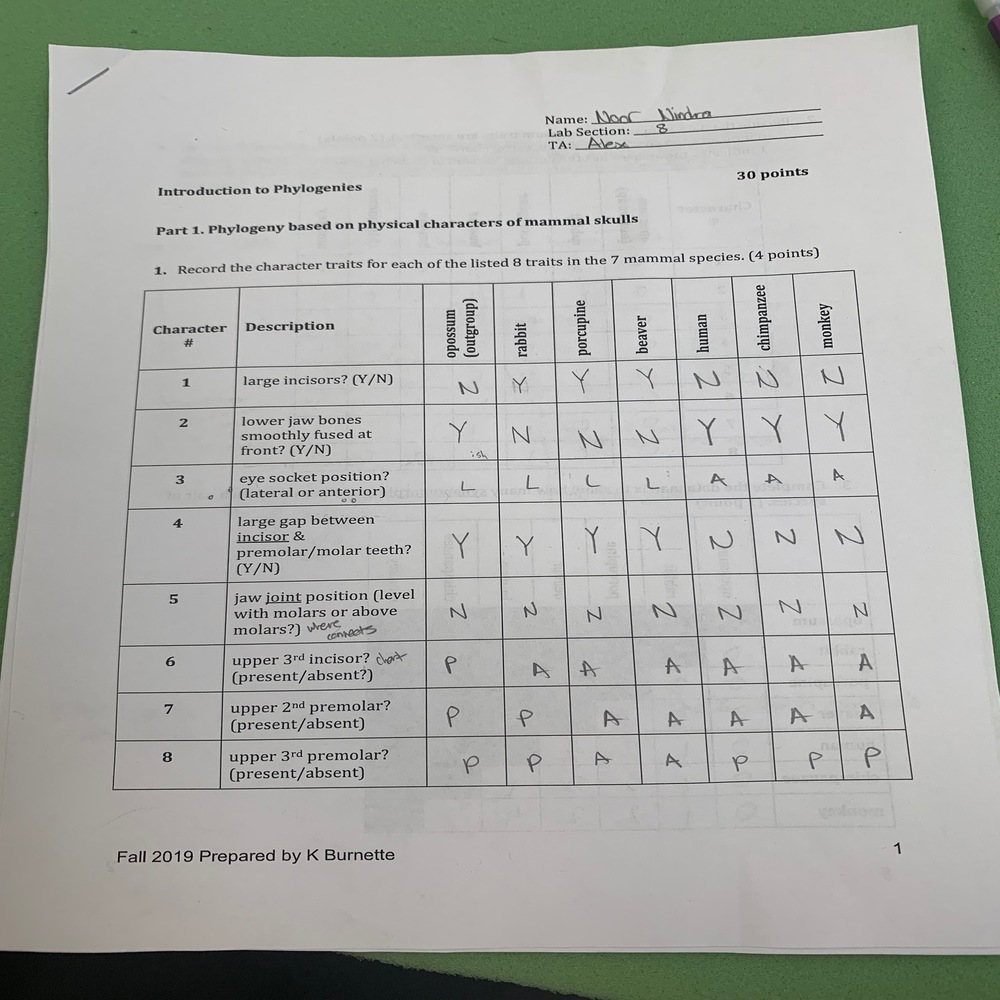 Name: Noor Nindra
Lab Section: 8
TA: Alex
30 points
Introduction to Phylogenies
Part 1. Phylogeny based on physical characters of mammal skulls
1. Record the character traits for each of the listed 8 traits in the 7 mammal species. (4 points)
Character # Description opossum (outgroup) rabbit porcupine beaver human chimpanzee monkey
1 large incisors? (Y/N) N Y Y Y N N N
2 lower jaw bones
smoothly fused at
front? (Y/N) Y ish N N N Y Y Y
3 eye socket position?
(lateral or anterior) L L L L A A A
4 large gap between
incisor &
premolar/molar teeth?
(Y/N) Y Y Y Y N N N
5 jaw joint position (level
with molars or above
molars?) where connects N N N N N N N
6 upper 3rd incisor? chart
(present/absent?) P A A A A A A
7 upper 2nd premolar?
(present/absent) P P A A A A A
8 upper 3rd premolar?
(present/absent) P P A A P P P
Fall 2019 Prepared by K Burnette
1